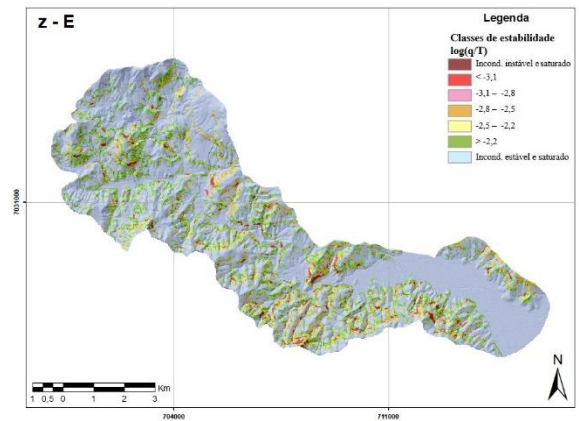 z - E
Legenda
Classes de estabilidade
log(q/T)
Incond. instável e saturado
< -3,1
-3,1 – -2,8
-2,8 – -2,5
-2,5 – -2,2
> -2,2
Incond. estável e saturado
7031000
N
Km
1 0,5 0 1 2 3
704000 711000